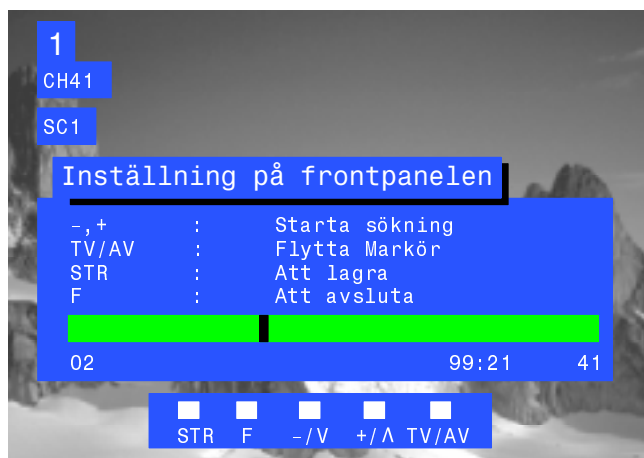 1
CH41
SC1
Inställning på frontpanelen
-,+ : Starta sökning
TV/AV : Flytta Markör
STR : Att lagra
F : Att avsluta
02 99:21 41
STR F -/V +/Λ TV/AV